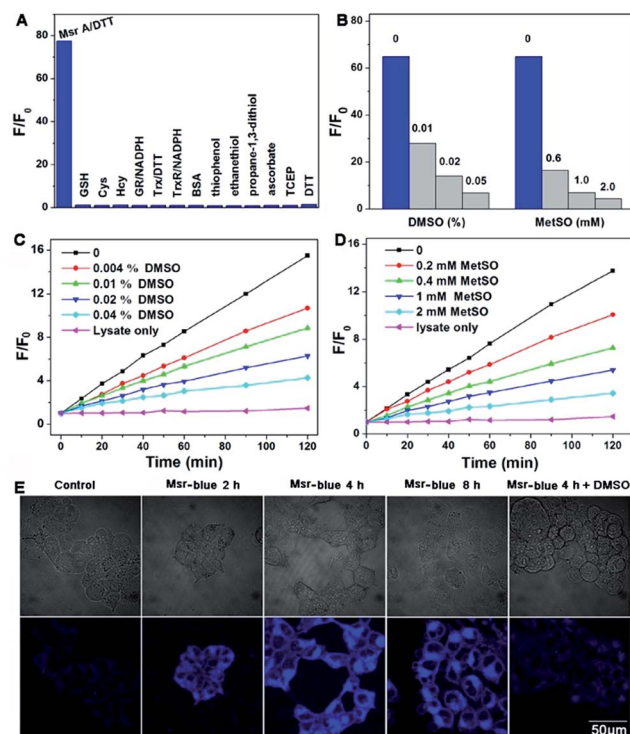 A
80
60
40
20
0
F/F0
Msr A/DTT
GSH
Cys
Hcy
GR/NADPH
Trx/DTT
TrxR/NADPH
BSA
thiophenol
ethanethiol
propane-1,3-dithiol
ascorbate
TCEP
DTT
B
80
60
40
20
0
F/F0
0
0.01
0.02
0.05
0
0.6
1.0
2.0
DMSO (%)
MetSO (mM)
C
16
12
8
4
0
F/F0
0
0.004 % DMSO
0.01 % DMSO
0.02 % DMSO
0.04 % DMSO
Lysate only
0 20 40 60 80 100 120
Time (min)
D
16
12
8
4
0
F/F0
0
0.2 mM MetSO
0.4 mM MetSO
1 mM MetSO
2 mM MetSO
lysate only
0 20 40 60 80 100 120
Time (min)
E
Control
Msr-blue 2 h
Msr-blue 4 h
Msr-blue 8 h
Msr-blue 4 h + DMSO
50μm